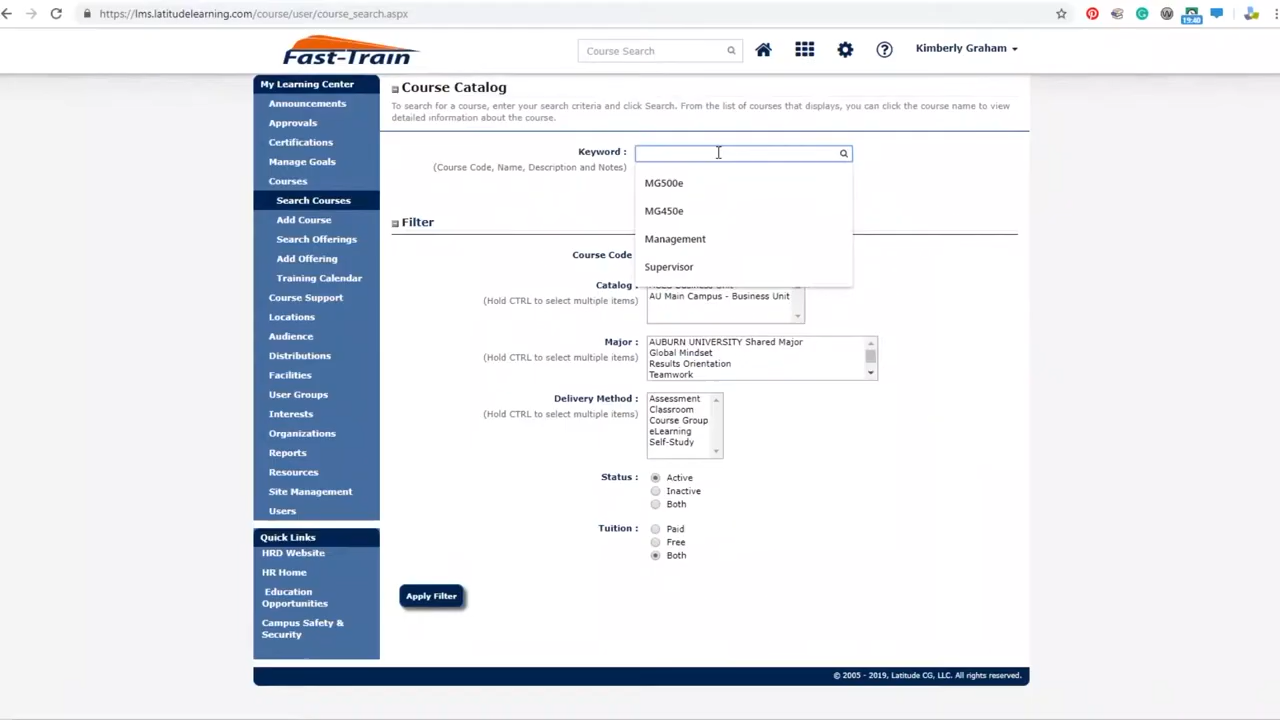 https://lms.latitudelearning.com/course/user/course_search.aspx
19:40
Fast-Train
Course Search
Kimberly Graham
My Learning Center
Announcements
Approvals
Certifications
Manage Goals
Courses
Search Courses
Add Course
Search Offerings
Add Offering
Training Calendar
Course Support
Locations
Audience
Distributions
Facilities
User Groups
Interests
Organizations
Reports
Resources
Site Management
Users
Quick Links
HRD Website
HR Home
Education
Opportunities
Campus Safety &
Security
Course Catalog
To search for a course, enter your search criteria and click Search. From the list of courses that displays, you can click the course name to view
detailed information about the course.
Keyword :
(Course Code, Name, Description and Notes)
MG500e
MG450e
Management
Supervisor
Filter
Course Code
Catalog :
(Hold CTRL to select multiple items)
AU Main Campus - Business Unit
Major :
(Hold CTRL to select multiple items)
AUBURN UNIVERSITY Shared Major
Global Mindset
Results Orientation
Teamwork
Delivery Method :
(Hold CTRL to select multiple items)
Assessment
Classroom
Course Group
eLearning
Self-Study
Status :
Active
Inactive
Both
Tuition :
Paid
Free
Both
Apply Filter
© 2005 - 2019, Latitude CG, LLC. All rights reserved.